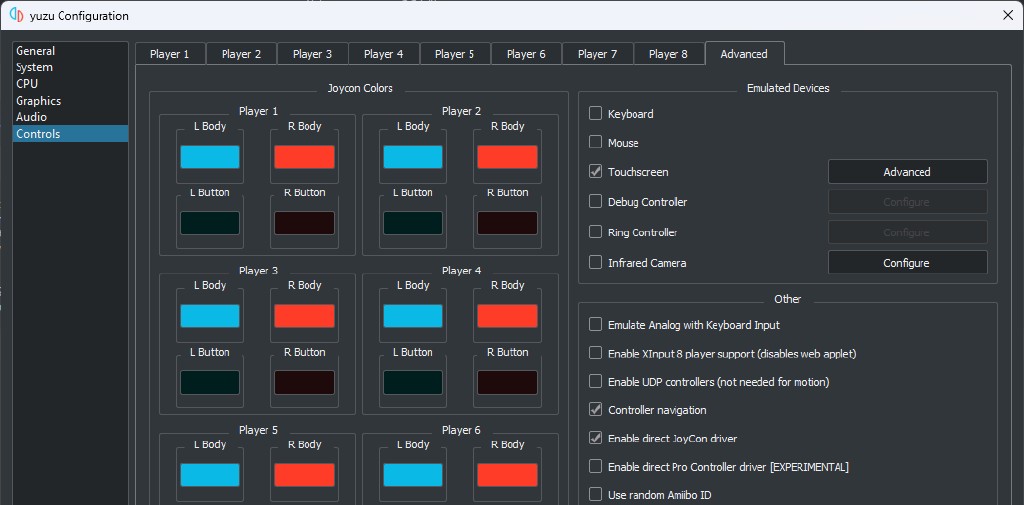 yuzu Configuration
General
System
CPU
Graphics
Audio
Controls
Player 1
Player 2
Player 3
Player 4
Player 5
Player 6
Player 7
Player 8
Advanced
Joycon Colors
Player 1
L Body
R Body
L Button
R Button
Player 2
L Body
R Body
L Button
R Button
Player 3
L Body
R Body
L Button
R Button
Player 4
L Body
R Body
L Button
R Button
Player 5
L Body
R Body
Player 6
L Body
R Body
Emulated Devices
Keyboard
Mouse
Touchscreen
Advanced
Debug Controller
Configure
Ring Controller
Configure
Infrared Camera
Configure
Other
Emulate Analog with Keyboard Input
Enable XInput 8 player support (disables web applet)
Enable UDP controllers (not needed for motion)
Controller navigation
Enable direct JoyCon driver
Enable direct Pro Controller driver [EXPERIMENTAL]
Use random Amiibo ID